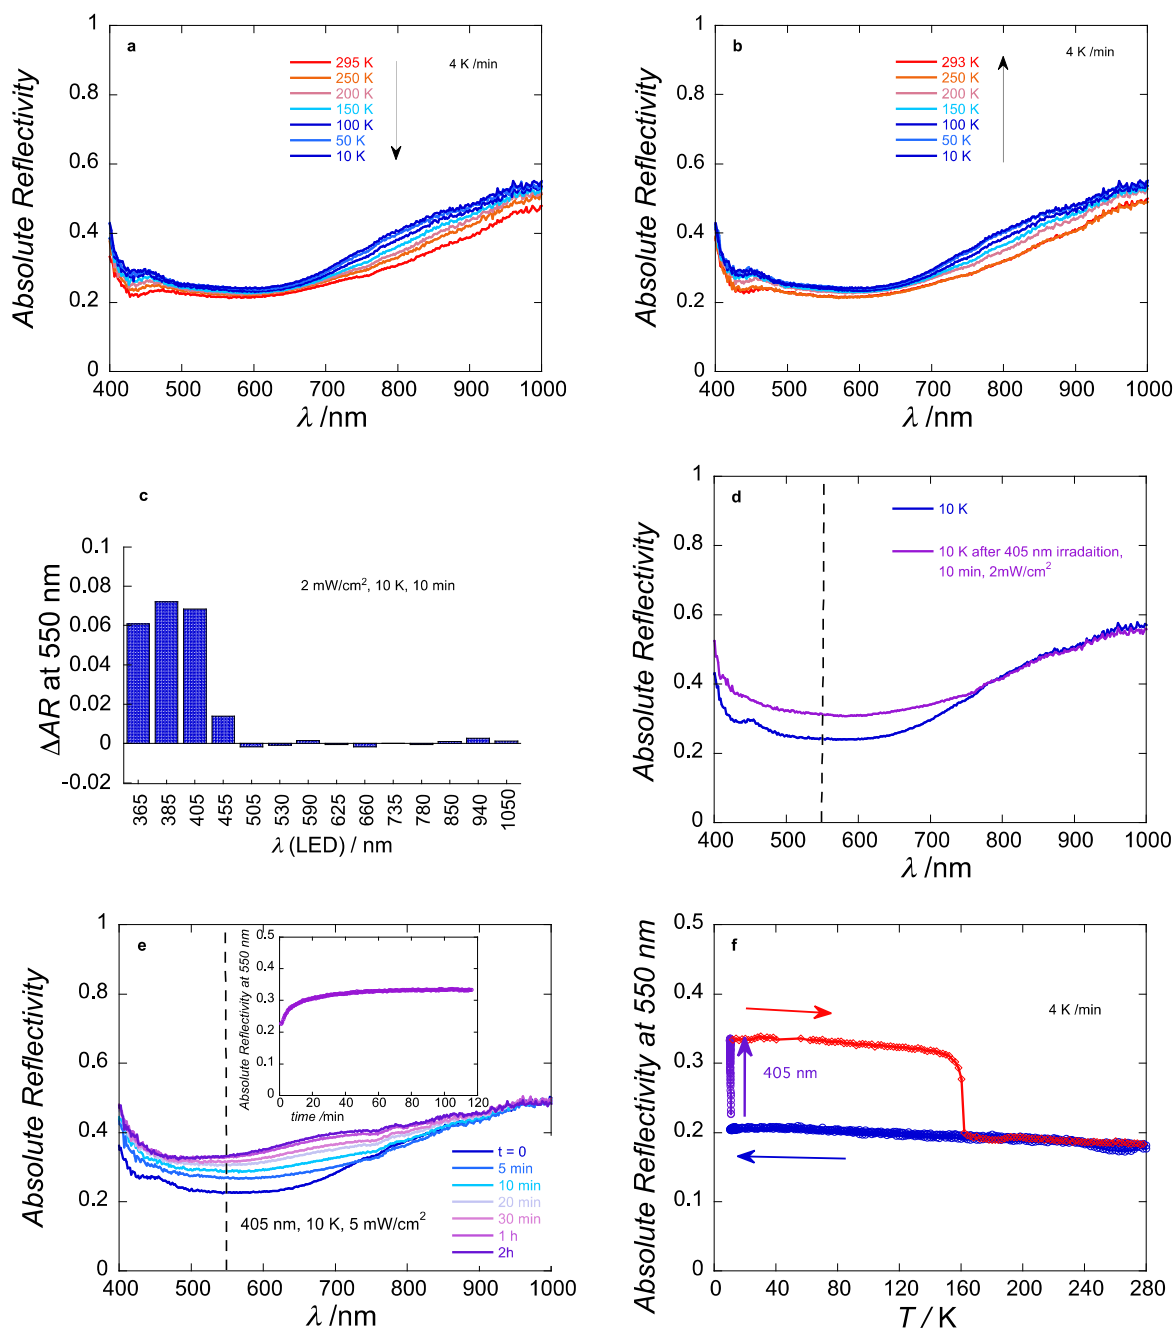 a
4 K /min
295 K
250 K
200 K
150 K
100 K
50 K
10 K
Absolute Reflectivity
1
0.8
0.6
0.4
0.2
0
400 500 600 700 800 900 1000
λ /nm
b
4 K /min
293 K
250 K
200 K
150 K
100 K
50 K
10 K
Absolute Reflectivity
1
0.8
0.6
0.4
0.2
0
400 500 600 700 800 900 1000
λ /nm
c
2 mW/cm², 10 K, 10 min
ΔAR at 550 nm
0.1
0.08
0.06
0.04
0.02
0
-0.02
365 385 405 455 505 530 590 625 660 735 780 850 940 1050
λ (LED) / nm
d
10 K
10 K after 405 nm irradaition,
10 min, 2mW/cm²
Absolute Reflectivity
1
0.8
0.6
0.4
0.2
0
400 500 600 700 800 900 1000
λ /nm
e
Absolute Reflectivity
1
0.8
0.6
0.4
0.2
0
Absolute Reflectivity at 550 nm
0.5
0.4
0.3
0.2
0.1
0
0 20 40 60 80 100 120
time /min
t = 0
5 min
10 min
20 min
30 min
1 h
2h
405 nm, 10 K, 5 mW/cm²
400 500 600 700 800 900 1000
λ /nm
f
4 K /min
405 nm
Absolute Reflectivity at 550 nm
0.5
0.4
0.3
0.2
0.1
0
0 40 80 120 160 200 240 280
T / K